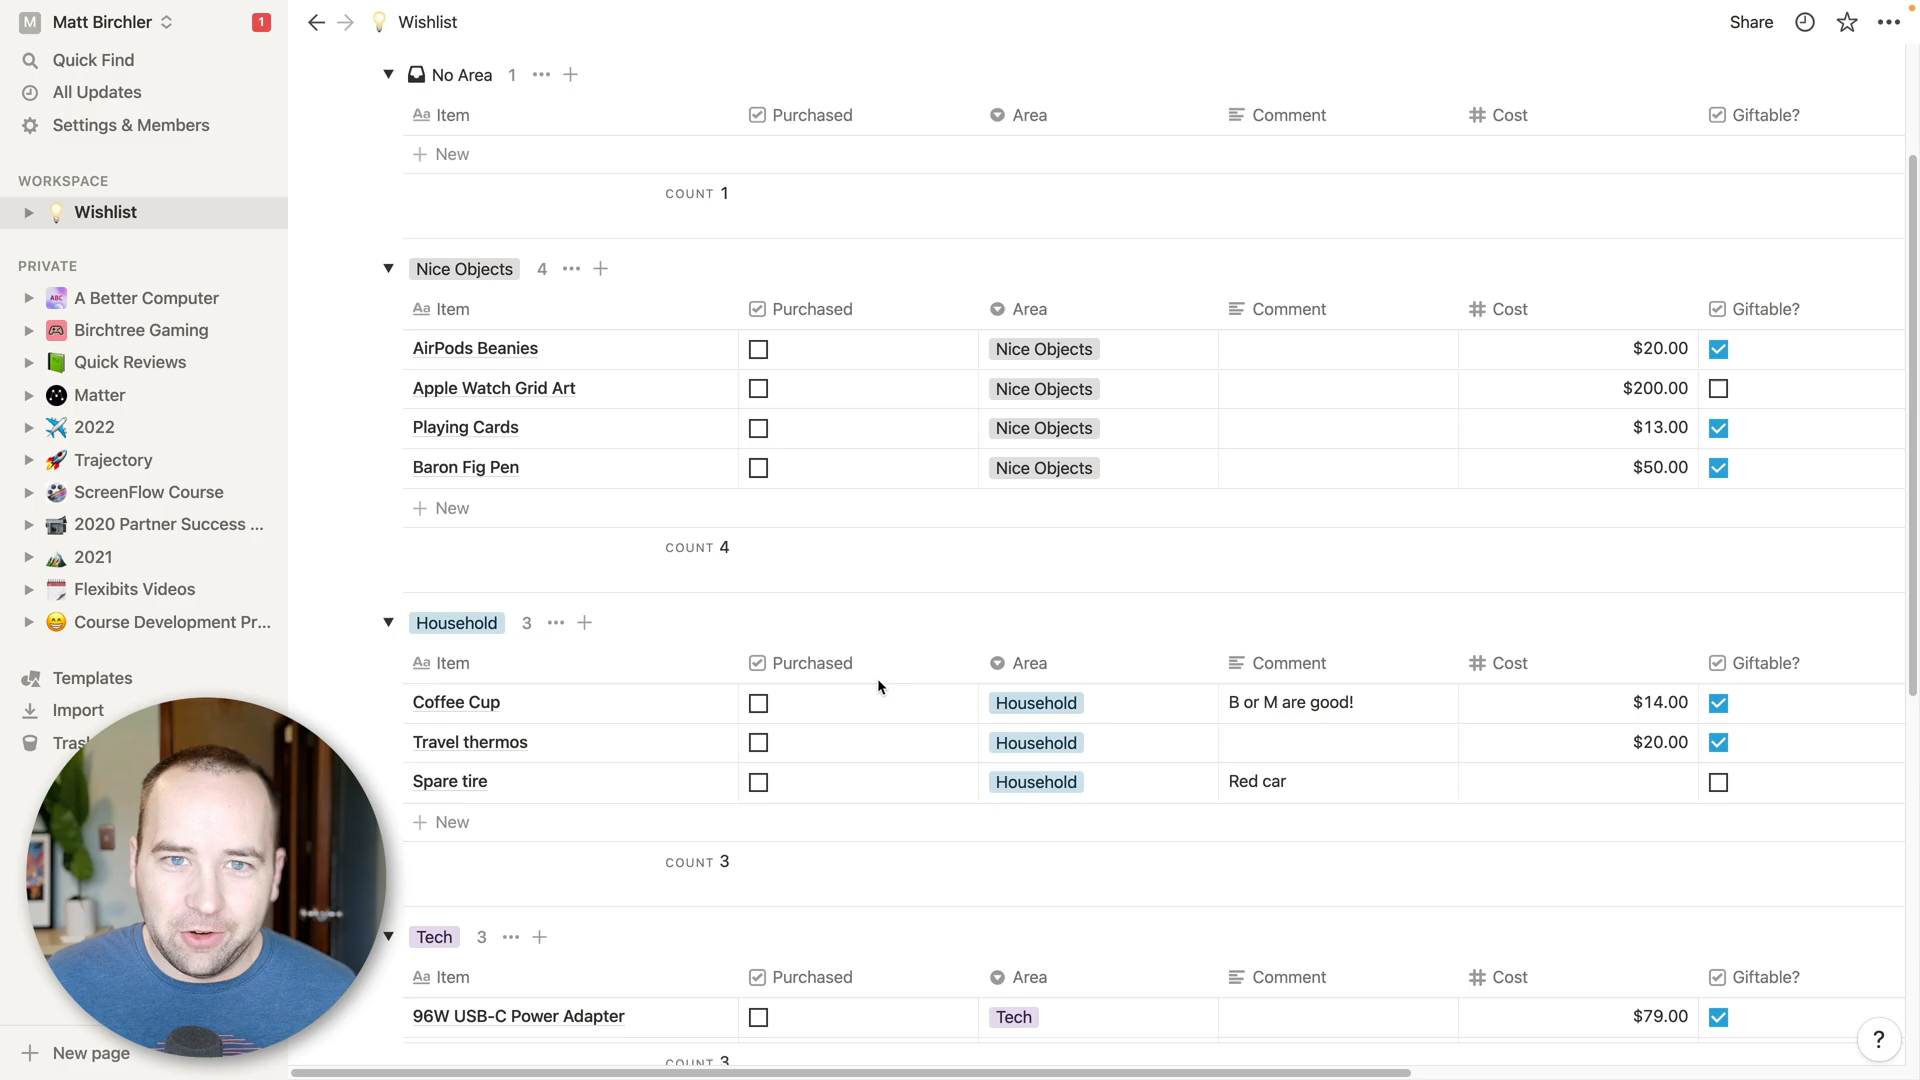 M Matt Birchler 1
Quick Find
All Updates
Settings & Members
WORKSPACE
Wishlist
PRIVATE
A Better Computer
Birchtree Gaming
Quick Reviews
Matter
2022
Trajectory
ScreenFlow Course
2020 Partner Success ...
2021
Flexibits Videos
Course Development Pr...
Templates
Import
Tras
New page
Wishlist
Share
No Area 1
Aa Item Purchased Area Comment Cost Giftable?
New
COUNT 1
Nice Objects 4
Aa Item Purchased Area Comment Cost Giftable?
AirPods Beanies Nice Objects $20.00
Apple Watch Grid Art Nice Objects $200.00
Playing Cards Nice Objects $13.00
Baron Fig Pen Nice Objects $50.00
New
COUNT 4
Household 3
Aa Item Purchased Area Comment Cost Giftable?
Coffee Cup Household B or M are good! $14.00
Travel thermos Household $20.00
Spare tire Household Red car
New
COUNT 3
Tech 3
Aa Item Purchased Area Comment Cost Giftable?
96W USB-C Power Adapter Tech $79.00
COUNT 3
?